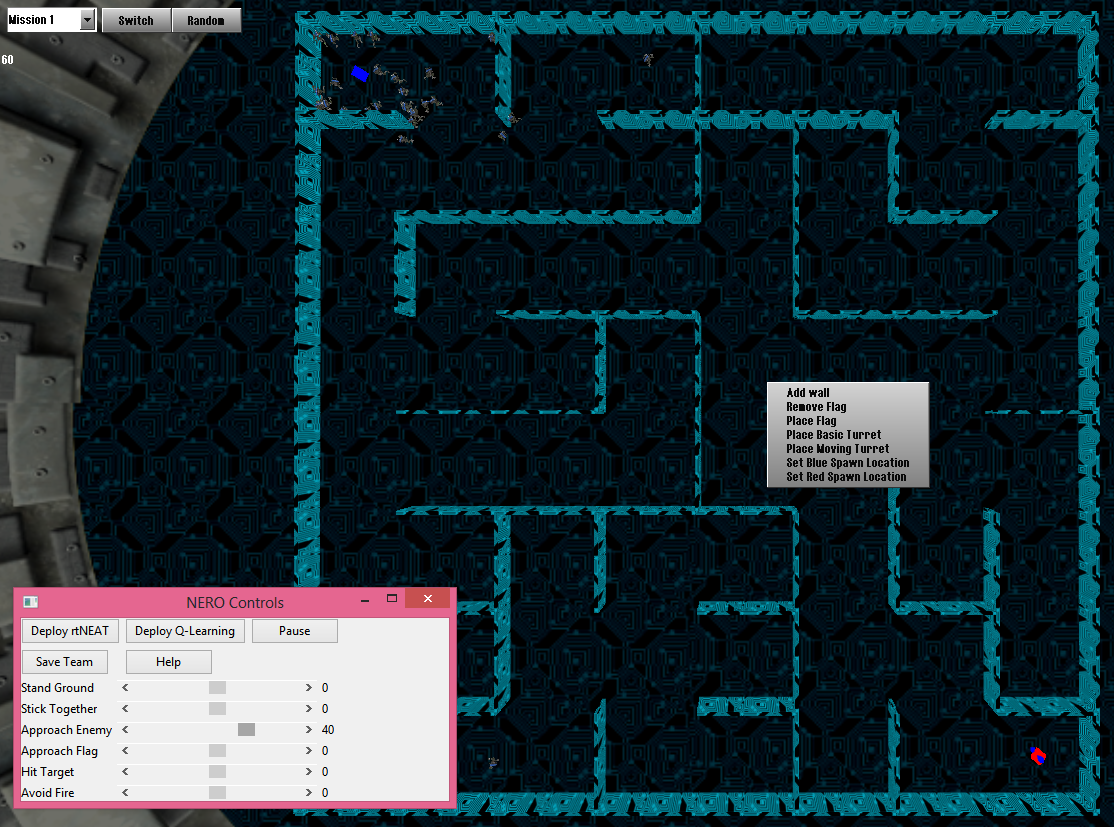 Mission 1
Switch
Random
60
Add wall
Remove Flag
Place Flag
Place Basic Turret
Place Moving Turret
Set Blue Spawn Location
Set Red Spawn Location
NERO Controls
Deploy rtNEAT
Deploy Q-Learning
Pause
Save Team
Help
Stand Ground 0
Stick Together 0
Approach Enemy 40
Approach Flag 0
Hit Target 0
Avoid Fire 0